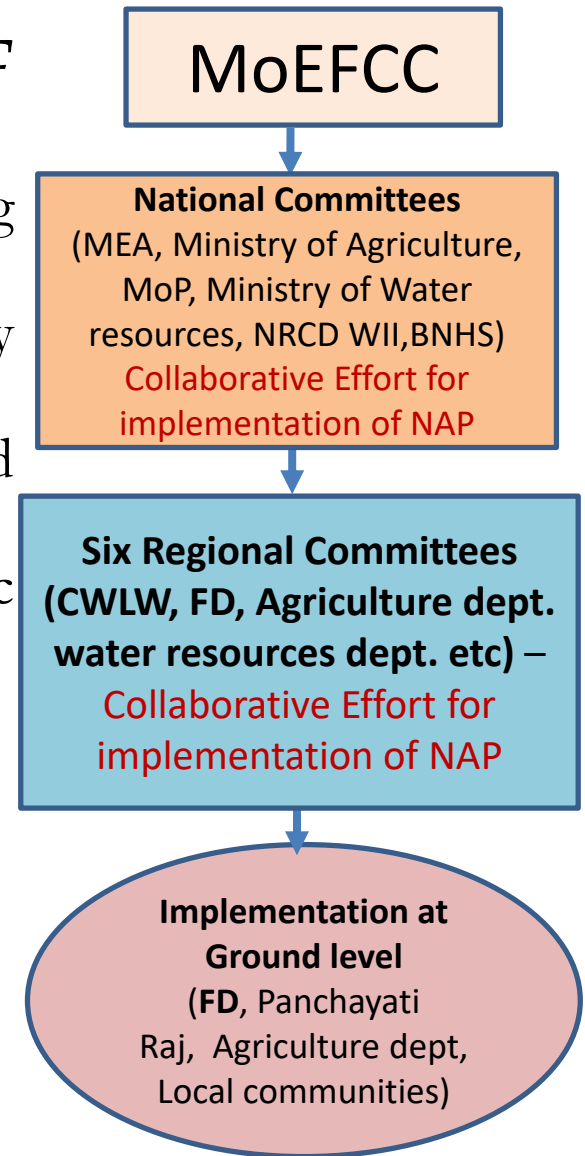 MoEFCC
National Committees
(MEA, Ministry of Agriculture,
MoP, Ministry of Water
resources, NRCD WII,BNHS)
Collaborative Effort for
implementation of NAP
Six Regional Committees
(CWLW, FD, Agriculture dept.
water resources dept. etc) –
Collaborative Effort for
implementation of NAP
Implementation at
Ground level
(FD, Panchayati
Raj, Agriculture dept,
Local communities)